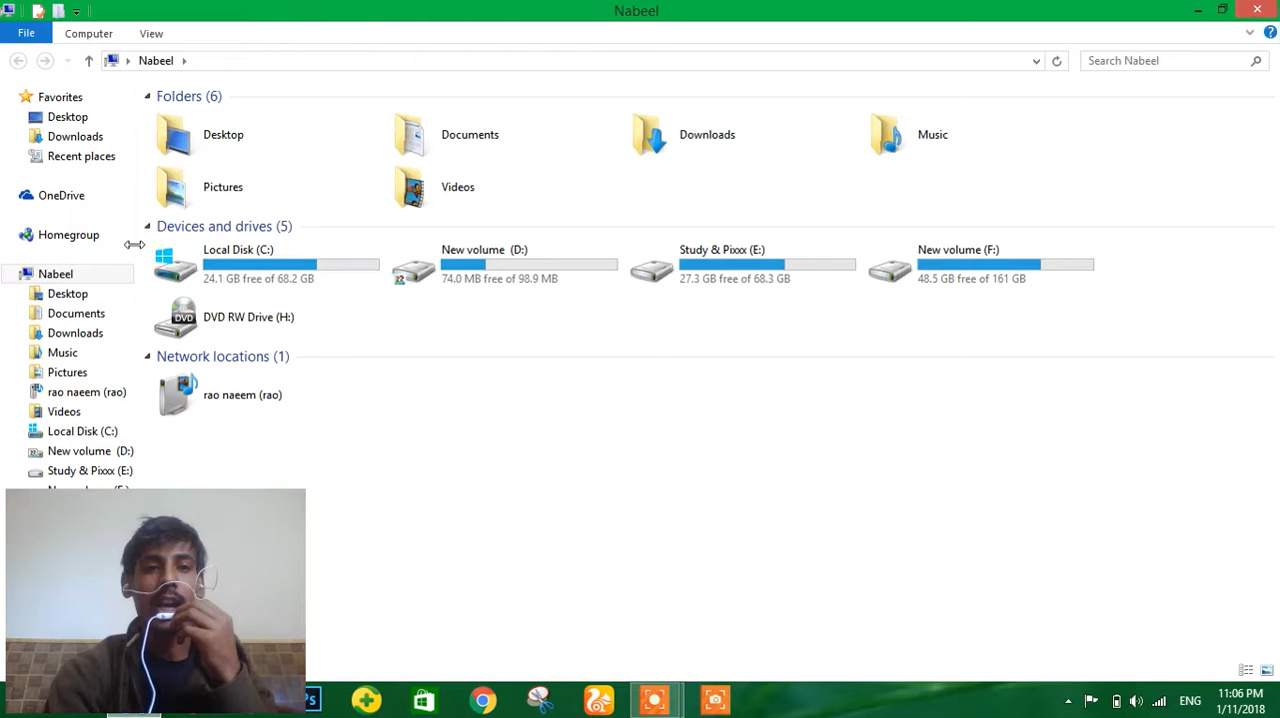 Nabeel
File Computer View
Nabeel
Search Nabeel
Favorites
Desktop
Downloads
Recent places
OneDrive
Homegroup
Nabeel
Desktop
Documents
Downloads
Music
Pictures
rao naeem (rao)
Videos
Local Disk (C:)
New volume (D:)
Study & Pixxx (E:)
Folders (6)
Desktop
Documents
Downloads
Music
Pictures
Videos
Devices and drives (5)
Local Disk (C:)
24.1 GB free of 68.2 GB
New volume (D:)
74.0 MB free of 98.9 MB
Study & Pixxx (E:)
27.3 GB free of 68.3 GB
New volume (F:)
48.5 GB free of 161 GB
DVD
DVD RW Drive (H:)
Network locations (1)
rao naeem (rao)
Ps
ENG
11:06 PM
1/11/2018